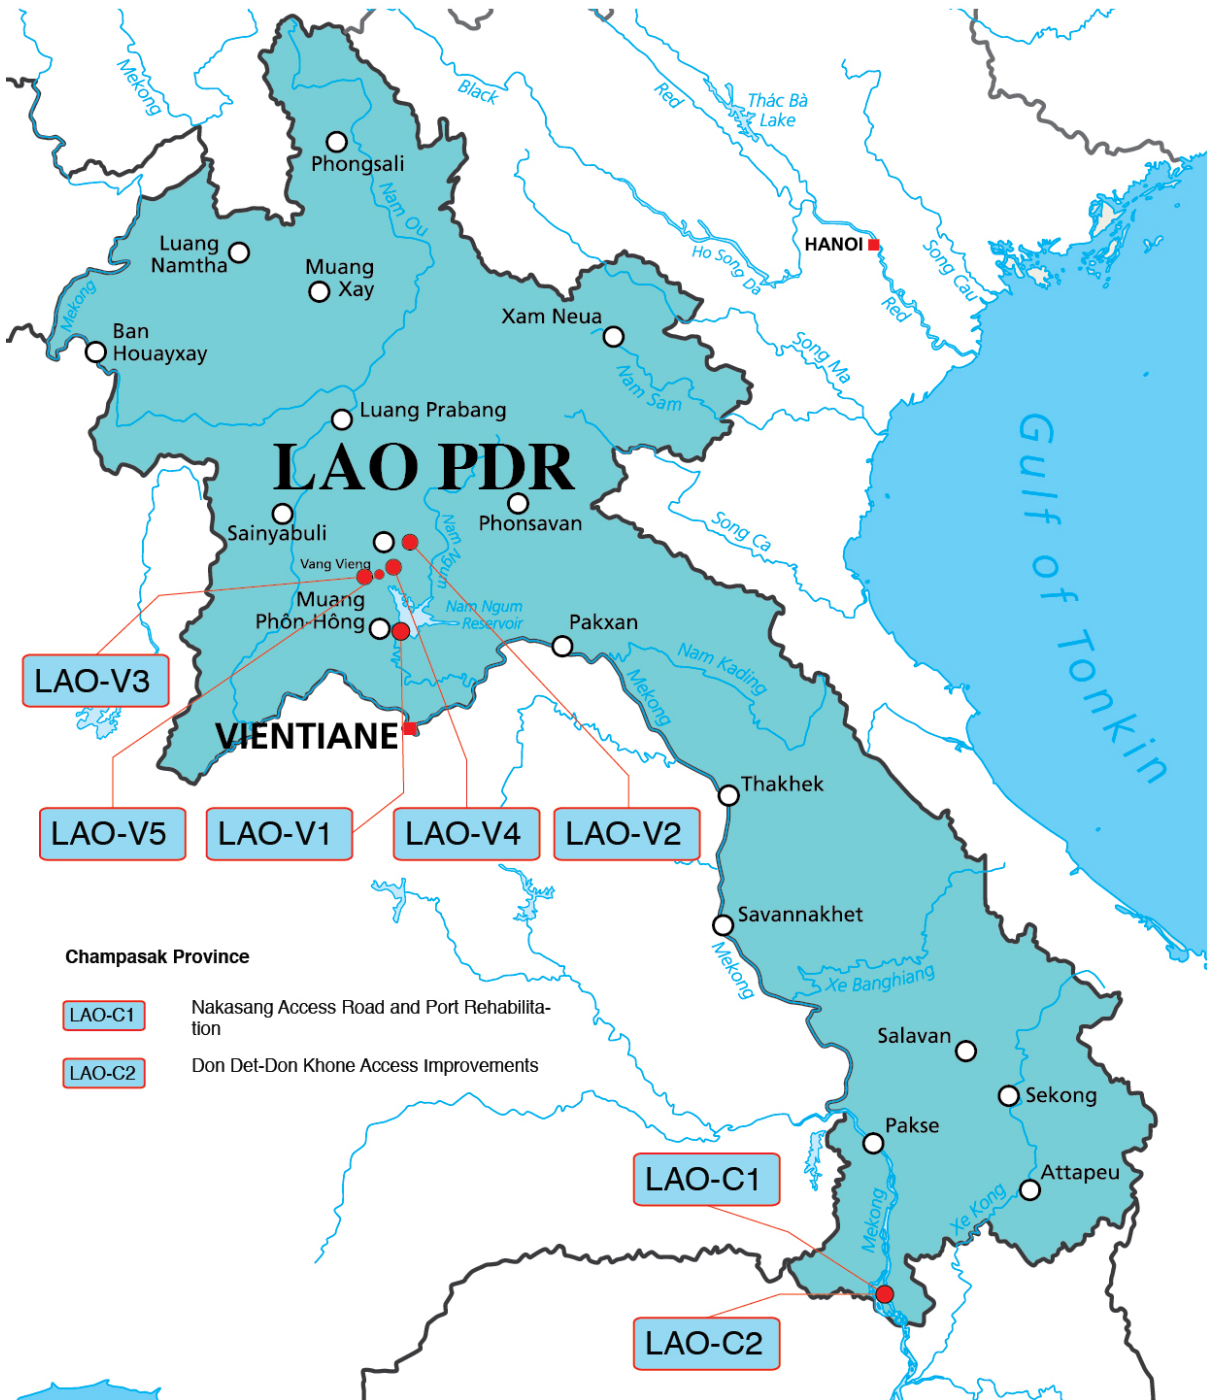 Mekong
Black
Red
Thác Bà
Lake
Phongsali
Nam Ou
Luang
Namtha
Muang
Xay
HANOI
Ho Song Da
Song Cau
Red
Mekong
Ban
Houayxay
Xam Neua
Nam Sam
Song Ma
Luang Prabang
LAO PDR
Gulf of Tonkin
Sainyabuli
Phonsavan
Nam Ngum
Song Ca
Vang Vieng
Muang
Phôn-Hông
Nam Ngum
Reservoir
Pakxan
Nam Kading
Mekong
LAO-V3
VIENTIANE
Thakhek
LAO-V5
LAO-V1
LAO-V4
LAO-V2
Savannakhet
Mekong
Xe Banghiang
Champasak Province
LAO-C1
Nakasang Access Road and Port Rehabilita-
tion
LAO-C2
Don Det-Don Khone Access Improvements
Salavan
Sekong
Pakse
Attapeu
LAO-C1
Mekong
Xe Kong
LAO-C2